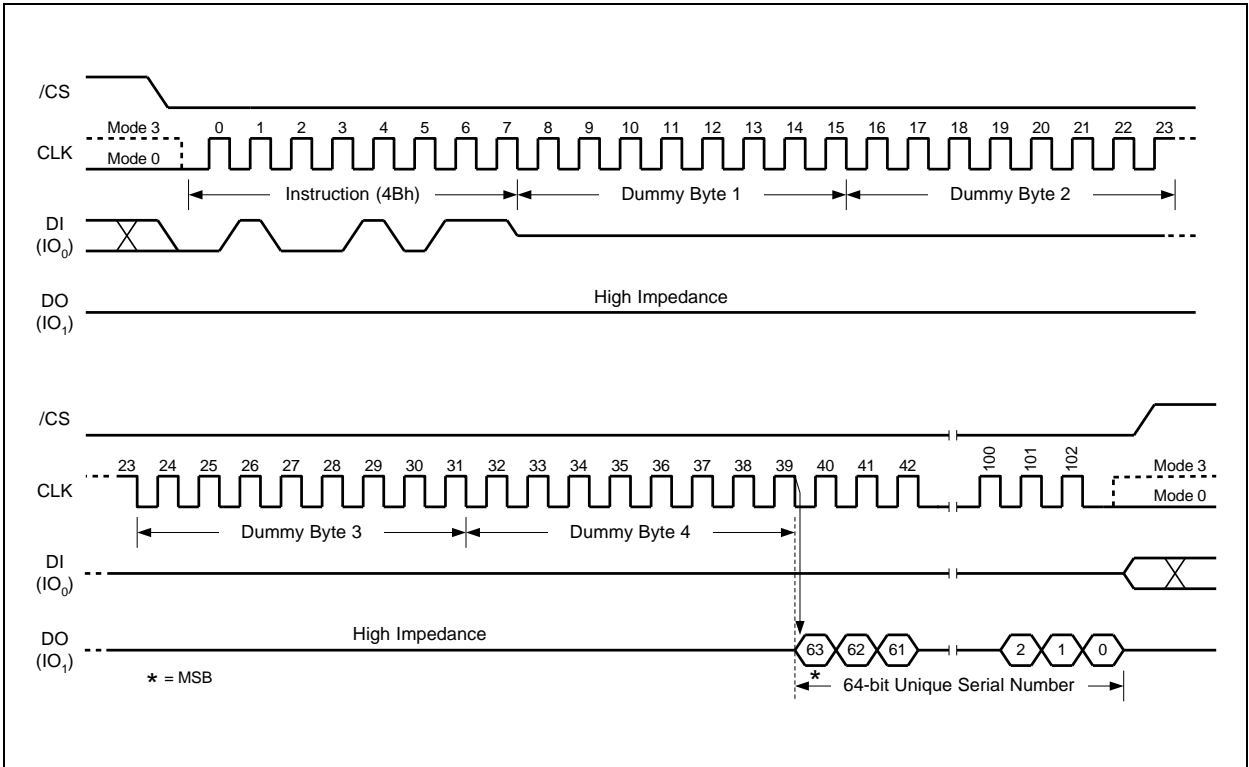 /CS
Mode 3
0 1 2 3 4 5 6 7 8 9 10 11 12 13 14 15 16 17 18 19 20 21 22 23
CLK
Mode 0
Instruction (4Bh) Dummy Byte 1 Dummy Byte 2
DI
(IO0)
High Impedance
DO
(IO1)
/CS
23 24 25 26 27 28 29 30 31 32 33 34 35 36 37 38 39 40 41 42 100 101 102
Mode 3
CLK
Mode 0
Dummy Byte 3 Dummy Byte 4
DI
(IO0)
High Impedance
DO
(IO1)
63 62 61 2 1 0
* = MSB
*
64-bit Unique Serial Number